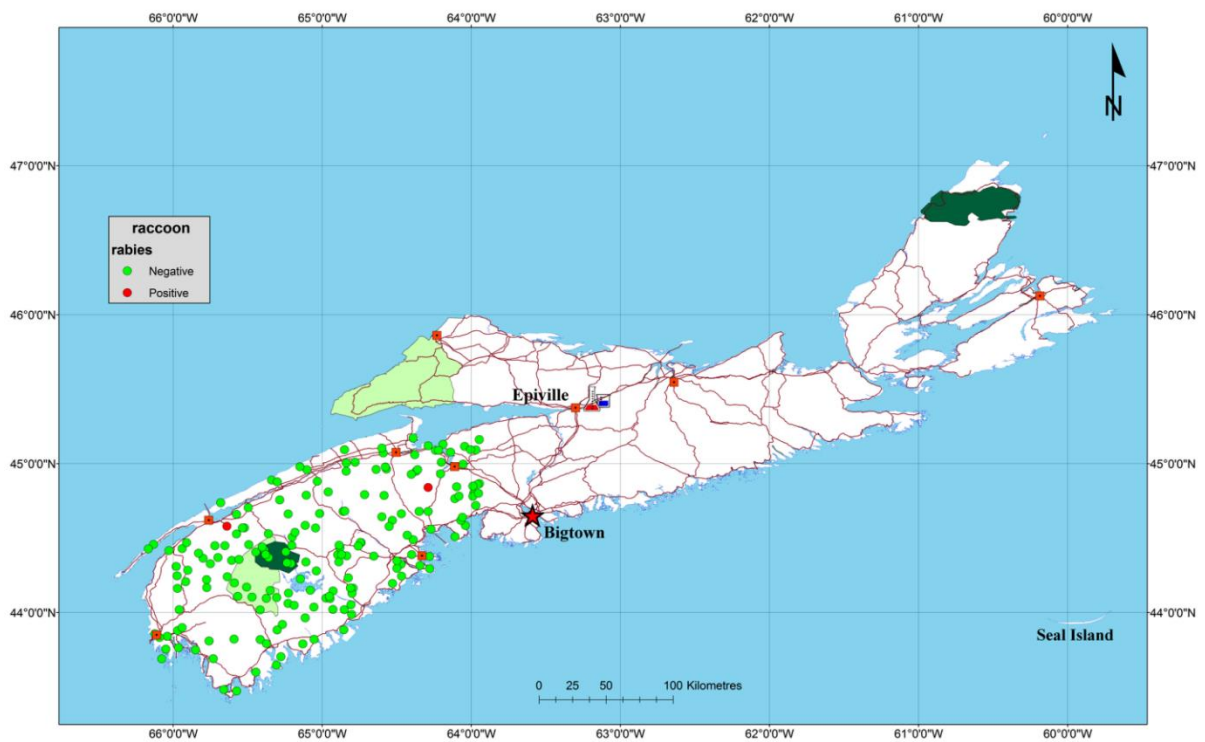 66°0'0"W 65°0'0"W 64°0'0"W 63°0'0"W 62°0'0"W 61°0'0"W 60°0'0"W
N
47°0'0"N 47°0'0"N
raccoon
rabies
Negative
Positive
46°0'0"N 46°0'0"N
Epiville
45°0'0"N 45°0'0"N
Bigtown
44°0'0"N 44°0'0"N
Seal Island
0 25 50 100 Kilometres
66°0'0"W 65°0'0"W 64°0'0"W 63°0'0"W 62°0'0"W 61°0'0"W 60°0'0"W